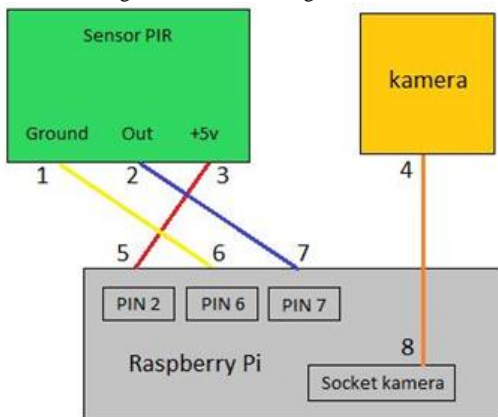 Sensor PIR
kamera
Ground Out +5v
1 2 3 4
5 6 7
PIN 2 PIN 6 PIN 7
8
Raspberry Pi
Socket kamera